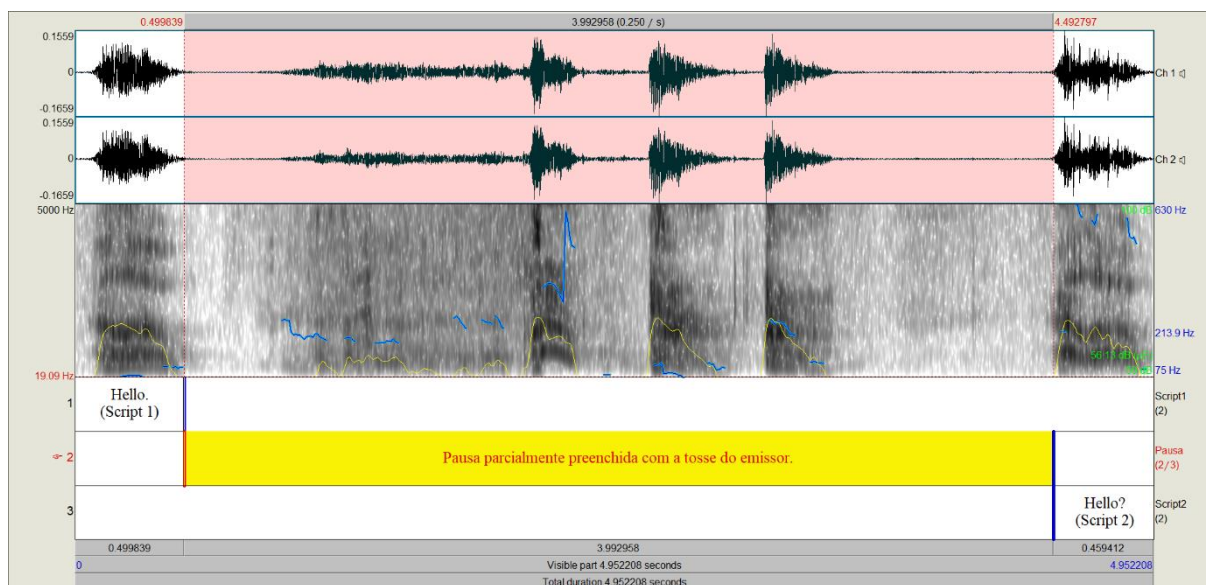 0.499839 3.992958 (0.250 / s) 4.492797
0.1559
0 Ch 1
-0.1659
0.1559
0 Ch 2
-0.1659
5000 Hz 630 Hz
213.9 Hz
19.09 Hz 75 Hz
1 Hello. Script1
(Script 1) (2)
2 Pausa parcialmente preenchida com a tosse do emissor. Pausa
(2/3)
3 Hello? Script2
(Script 2) (2)
0.499839 3.992958 0.459412
0 Visible part 4.952208 seconds 4.952208
Total duration 4.952208 seconds